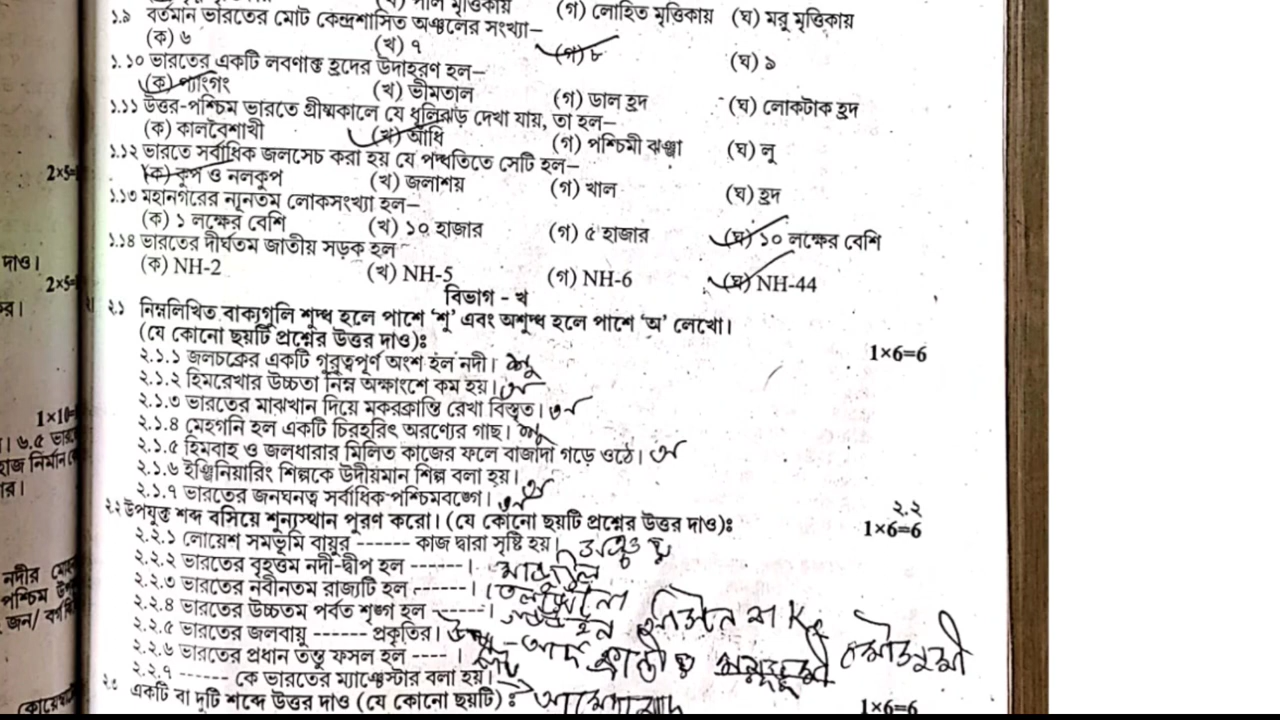 (গ) লোহিত মৃত্তিকায় (ঘ) মরু মৃত্তিকায়
১.৯ বর্তমান ভারতের মোট কেন্দ্রশাসিত অঞ্চলের সংখ্যা–
(ক) ৬ (খ) ৭ (গ) ৮ (ঘ) ৯
১.১০ ভারতের একটি লবণাক্ত হ্রদের উদাহরণ হল–
(ক) প্যাংগং (খ) ভীমতাল (গ) ডাল হ্রদ (ঘ) লোকটাক হ্রদ
১.১১ উত্তর-পশ্চিম ভারতে গ্রীষ্মকালে যে ধূলিঝড় দেখা যায়, তা হল–
(ক) কালবৈশাখী (খ) আঁধি (গ) পশ্চিমী ঝঞ্ঝা (ঘ) লূ
১.১২ ভারতে সর্বাধিক জলসেচ করা হয় যে পদ্ধতিতে সেটি হল–
(ক) কূপ ও নলকূপ (খ) জলাশয় (গ) খাল (ঘ) হ্রদ
১.১৩ মহানগরের ন্যূনতম লোকসংখ্যা হল–
(ক) ১ লক্ষের বেশি (খ) ১০ হাজার (গ) ৫ হাজার (ঘ) ১০ লক্ষের বেশি
১.১৪ ভারতের দীর্ঘতম জাতীয় সড়ক হল
(ক) NH-2 (খ) NH-5 (গ) NH-6 (ঘ) NH-44
বিভাগ - খ
২.১ নিম্নলিখিত বাক্যগুলি শুদ্ধ হলে পাশে ‘শু’ এবং অশুদ্ধ হলে পাশে ‘অ’ লেখো।
(যে কোনো ছয়টি প্রশ্নের উত্তর দাও)ঃ 1×6=6
২.১.১ জলচক্রের একটি গুরুত্বপূর্ণ অংশ হল নদী। শু
২.১.২ হিমরেখার উচ্চতা নিম্ন অক্ষাংশে কম হয়। অ
২.১.৩ ভারতের মাঝখান দিয়ে মকরক্রান্তি রেখা বিস্তৃত। অ
২.১.৪ মেহগনি হল একটি চিরহরিৎ অরণ্যের গাছ। শু
২.১.৫ হিমবাহ ও জলধারার মিলিত কাজের ফলে বাজাদা গড়ে ওঠে। অ
২.১.৬ ইঞ্জিনিয়ারিং শিল্পকে উদীয়মান শিল্প বলা হয়। অ
২.১.৭ ভারতের জনঘনত্ব সর্বাধিক পশ্চিমবঙ্গে। অ
২.২
২.২ উপযুক্ত শব্দ বসিয়ে শূন্যস্থান পূরণ করো। (যে কোনো ছয়টি প্রশ্নের উত্তর দাও)ঃ 1×6=6
২.২.১ লোয়েশ সমভূমি বায়ুর ------ কাজ দ্বারা সৃষ্টি হয়।
২.২.২ ভারতের বৃহত্তম নদী-দ্বীপ হল ------। মাজুলি
২.২.৩ ভারতের নবীনতম রাজ্যটি হল ------।
২.২.৪ ভারতের উচ্চতম পর্বত শৃঙ্গ হল ------।
২.২.৫ ভারতের জলবায়ু ------ প্রকৃতির।
২.২.৬ ভারতের প্রধান তন্তু ফসল হল ----।
২.২.৭ ------ কে ভারতের ম্যাঞ্চেস্টার বলা হয়।
একটি বা দুটি শব্দে উত্তর দাও (যে কোনো ছয়টি)ঃ 1×6=6